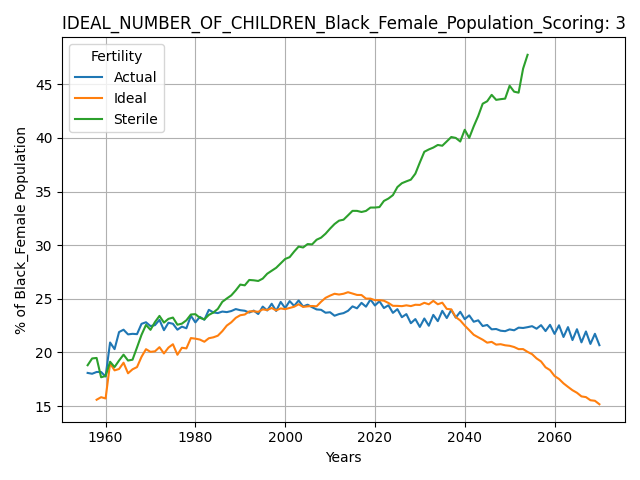 IDEAL_NUMBER_OF_CHILDREN_Black_Female_Population_Scoring: 3
Fertility
Actual
Ideal
Sterile
% of Black_Female Population
45
40
35
30
25
20
15
1960 1980 2000 2020 2040 2060
Years